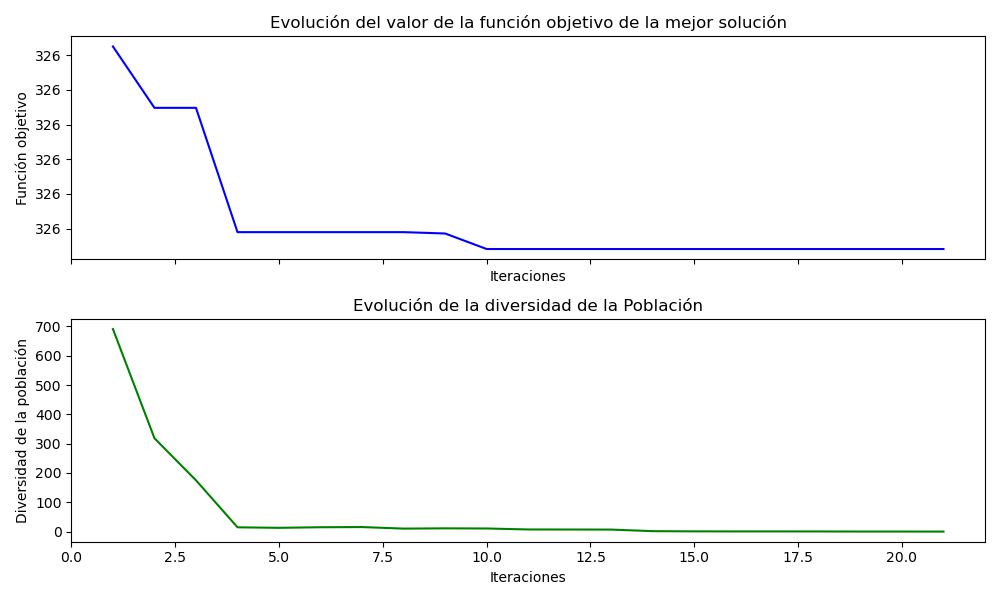 Evolución del valor de la función objetivo de la mejor solución
326
326
326
326
326
326
Función objetivo
Iteraciones
Evolución de la diversidad de la Población
700
600
500
400
300
200
100
0
Diversidad de la población
0.0 2.5 5.0 7.5 10.0 12.5 15.0 17.5 20.0
Iteraciones